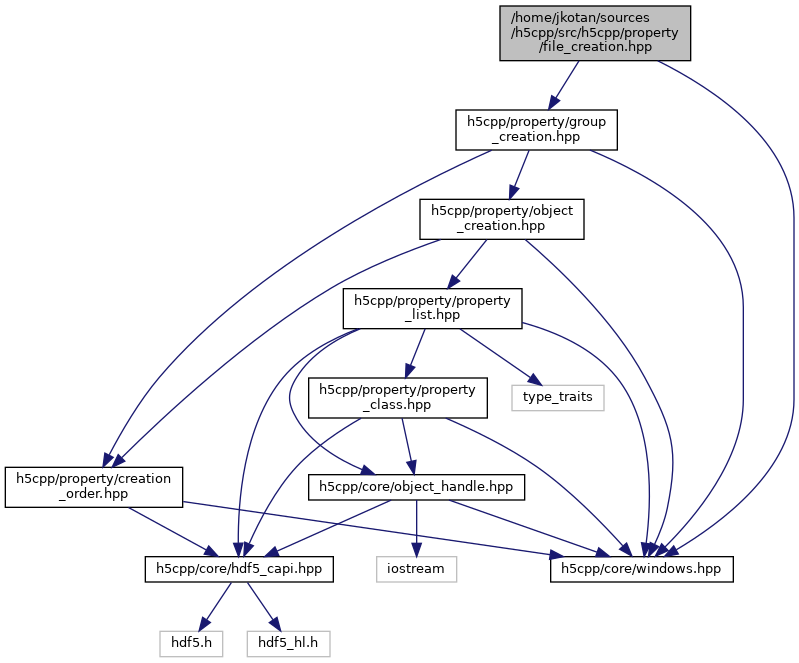 /home/jkotan/sources
/h5cpp/src/h5cpp/property
/file_creation.hpp
h5cpp/property/group
_creation.hpp
h5cpp/property/object
_creation.hpp
h5cpp/property/property
_list.hpp
h5cpp/property/property
_class.hpp
type_traits
h5cpp/property/creation
_order.hpp
h5cpp/core/object_handle.hpp
h5cpp/core/hdf5_capi.hpp
iostream
h5cpp/core/windows.hpp
hdf5.h
hdf5_hl.h